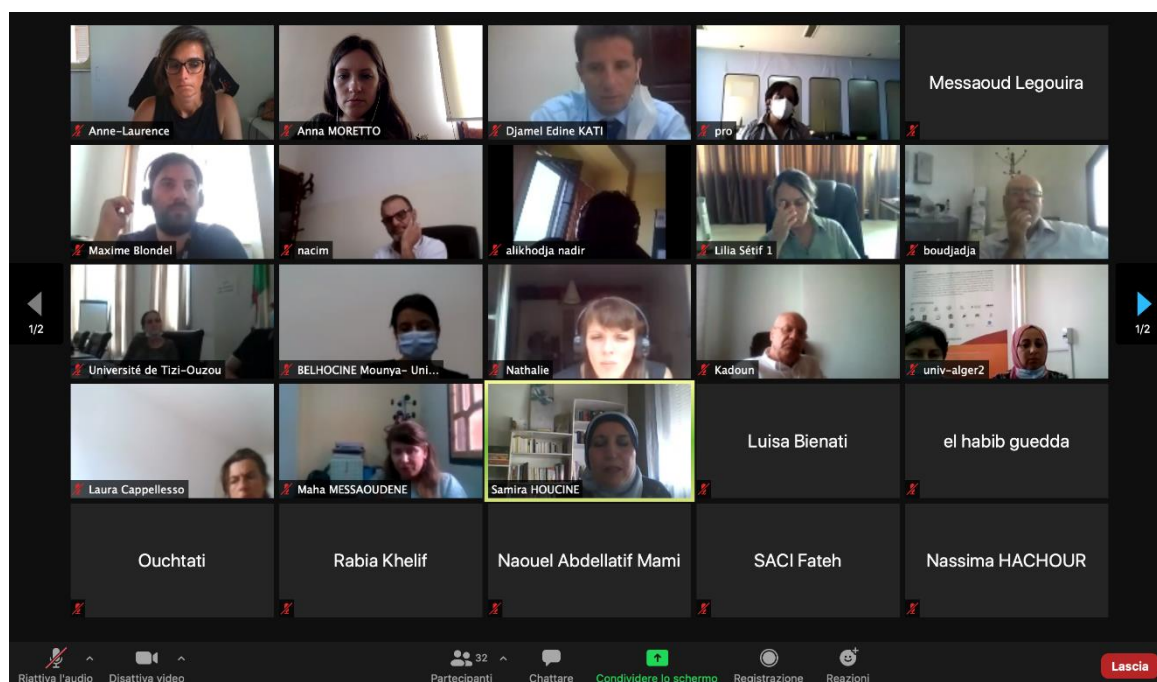 Messaoud Legouira
Anne-Laurence
Anna MORETTO
Djamel Edine KATI
pro
Maxime Blondel
nacim
alikhodja nadir
Lilia Sétif 1
boudjadja
1/2
1/2
Université de Tizi-Ouzou
BELHOCINE Mounya- Uni...
Nathalie
Kadoun
univ-alger2
Luisa Bienati
el habib guedda
Laura Cappellesso
Maha MESSAOUDENE
Samira HOUCINE
Ouchtati
Rabia Khelif
Naouel Abdellatif Mami
SACI Fateh
Nassima HACHOUR
32
Lascia
Riattiva l'audio
Disattiva video
Partecipanti
Chattare
Condividere lo schermo
Registrazione
Reazioni